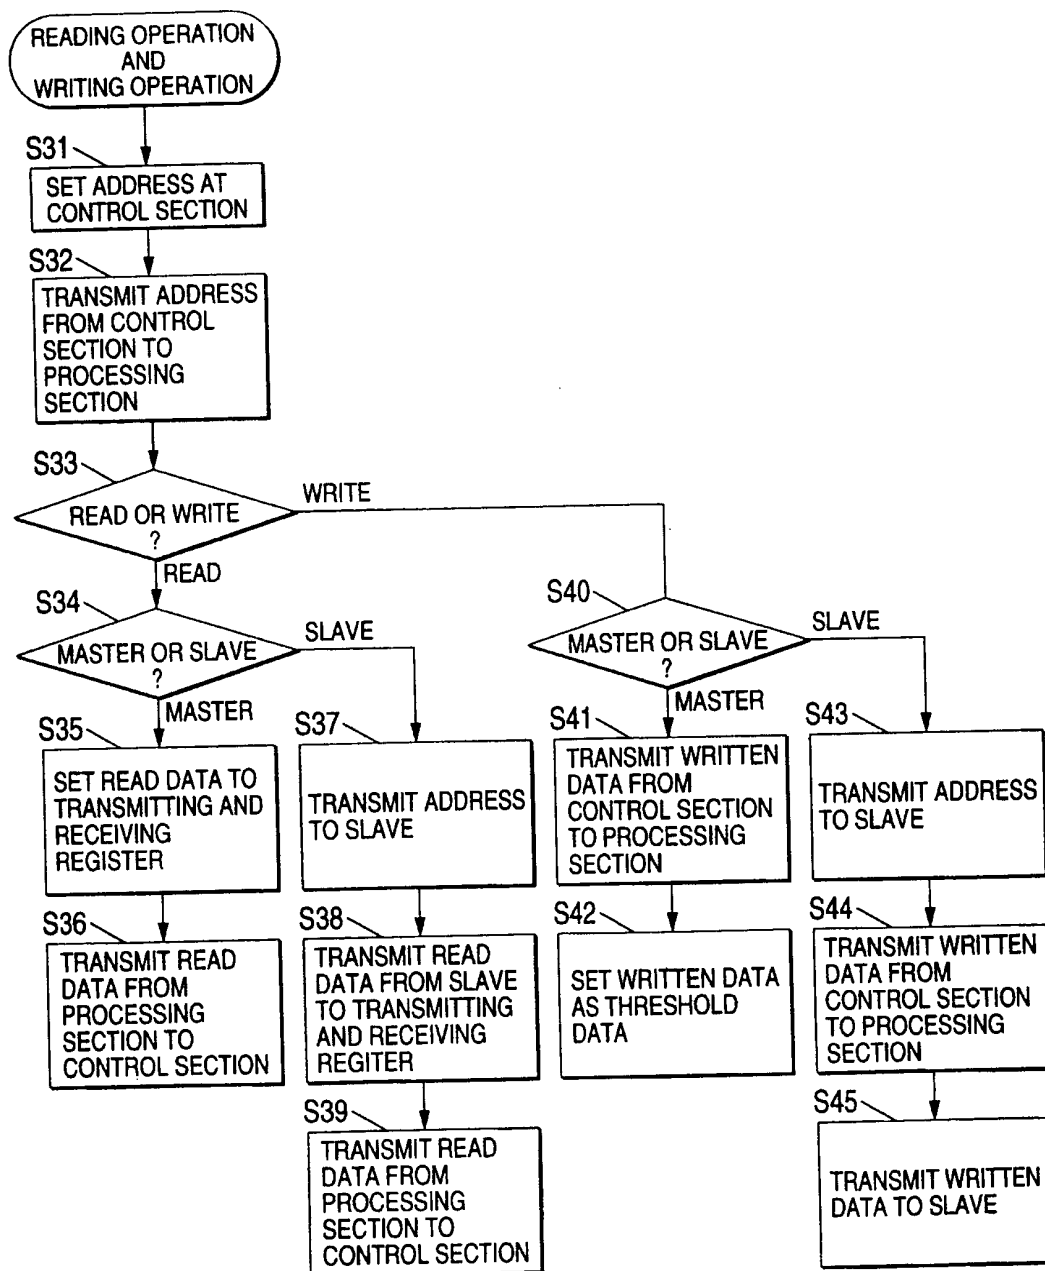 READING OPERATION
AND
WRITING OPERATION
S31
SET ADDRESS AT
CONTROL SECTION
S32
TRANSMIT ADDRESS
FROM CONTROL
SECTION TO
PROCESSING
SECTION
S33
READ OR WRITE
?
WRITE
READ
S34
MASTER OR SLAVE
?
SLAVE
MASTER
S35
SET READ DATA TO
TRANSMITTING AND
RECEIVING
REGISTER
S36
TRANSMIT READ
DATA FROM
PROCESSING
SECTION TO
CONTROL SECTION
S37
TRANSMIT ADDRESS
TO SLAVE
S38
TRANSMIT READ
DATA FROM SLAVE
TO TRANSMITTING
AND RECEIVING
REGITER
S39
TRANSMIT READ
DATA FROM
PROCESSING
SECTION TO
CONTROL SECTION
S40
MASTER OR SLAVE
?
SLAVE
MASTER
S41
TRANSMIT WRITTEN
DATA FROM
CONTROL SECTION
TO PROCESSING
SECTION
S42
SET WRITTEN DATA
AS THRESHOLD
DATA
S43
TRANSMIT ADDRESS
TO SLAVE
S44
TRANSMIT WRITTEN
DATA FROM
CONTROL SECTION
TO PROCESSING
SECTION
S45
TRANSMIT WRITTEN
DATA TO SLAVE